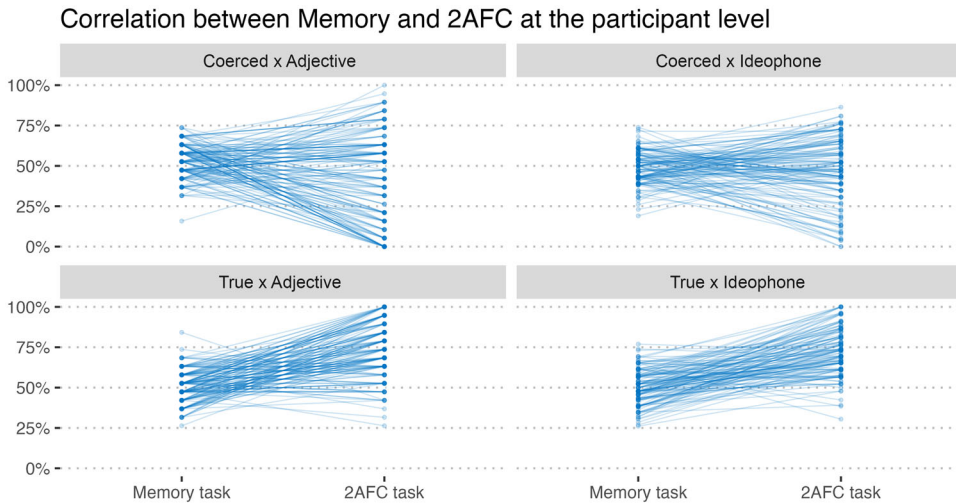 Correlation between Memory and 2AFC at the participant level
Coerced x Adjective
Coerced x Ideophone
100%
75%
50%
25%
0%
True x Adjective
True x Ideophone
100%
75%
50%
25%
0%
Memory task
2AFC task
Memory task
2AFC task